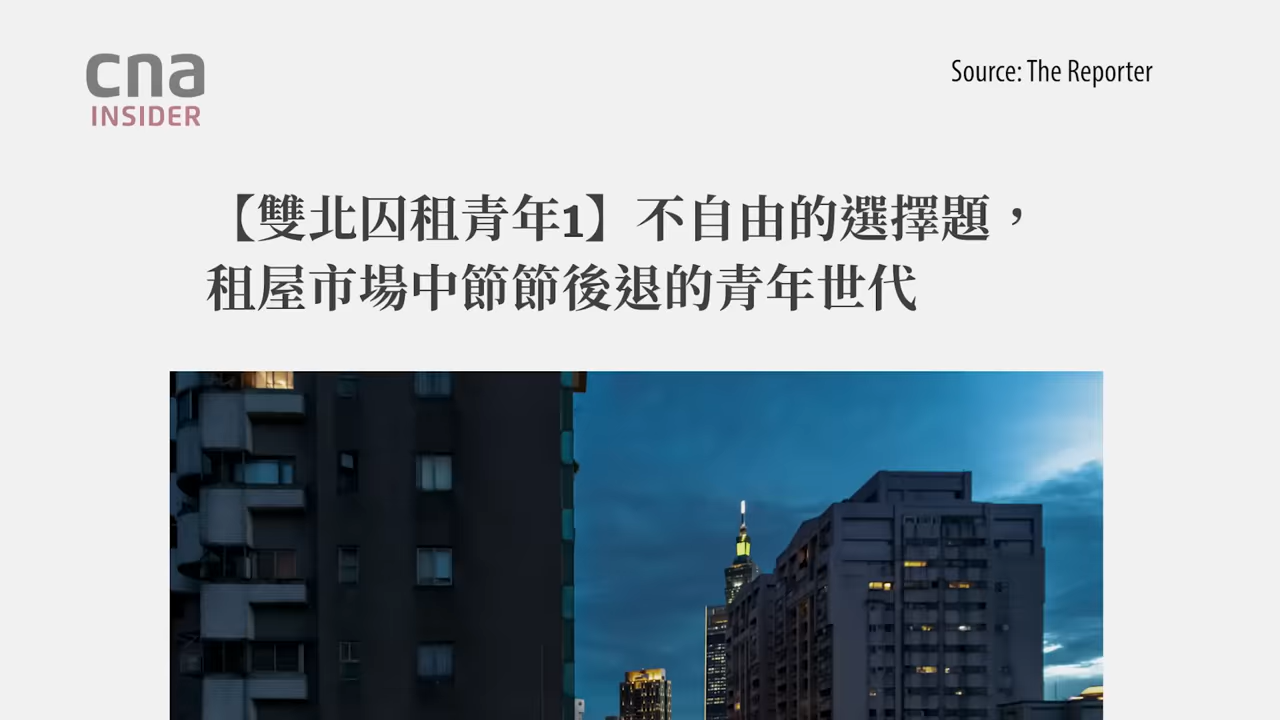 cna
INSIDER
Source: The Reporter
【雙北囚租青年1】不自由的選擇題，
租屋市場中節節後退的青年世代